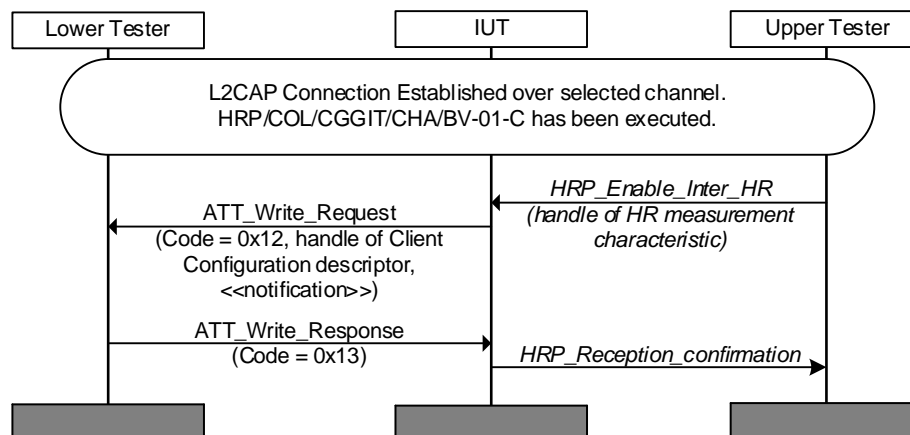 Lower Tester
IUT
Upper Tester
L2CAP Connection Established over selected channel.
HRP/COL/CGGIT/CHA/BV-01-C has been executed.
HRP_Enable_Inter_HR
(handle of HR measurement
characteristic)
ATT_Write_Request
(Code = 0x12, handle of Client
Configuration descriptor,
<<notification>>)
ATT_Write_Response
(Code = 0x13)
HRP_Reception_confirmation